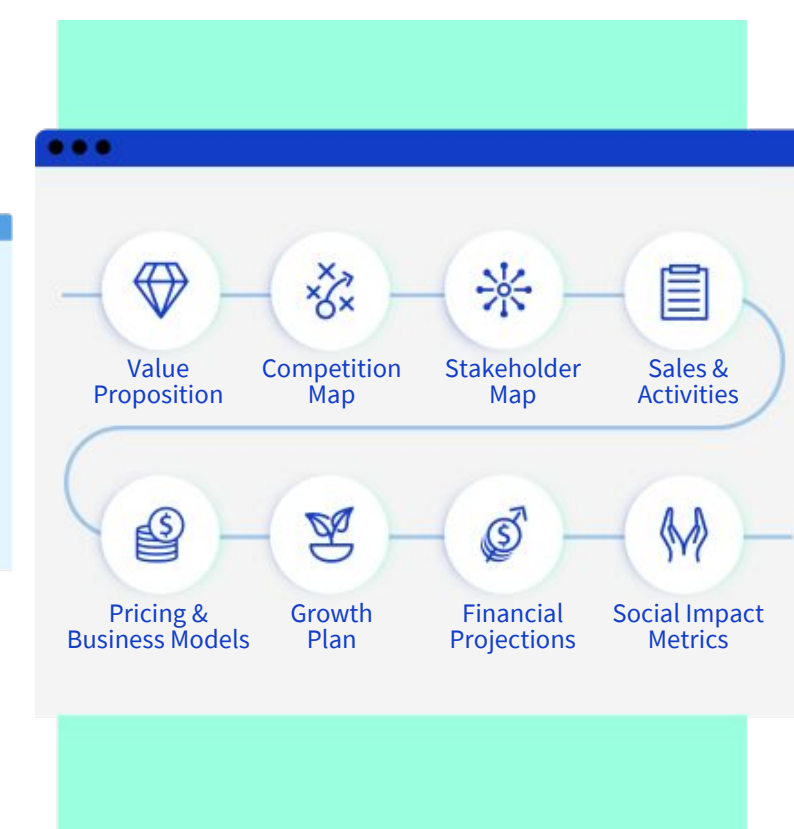 Value
Proposition
Competition
Map
Stakeholder
Map
Sales &
Activities
Pricing &
Business Models
Growth
Plan
Financial
Projections
Social Impact
Metrics